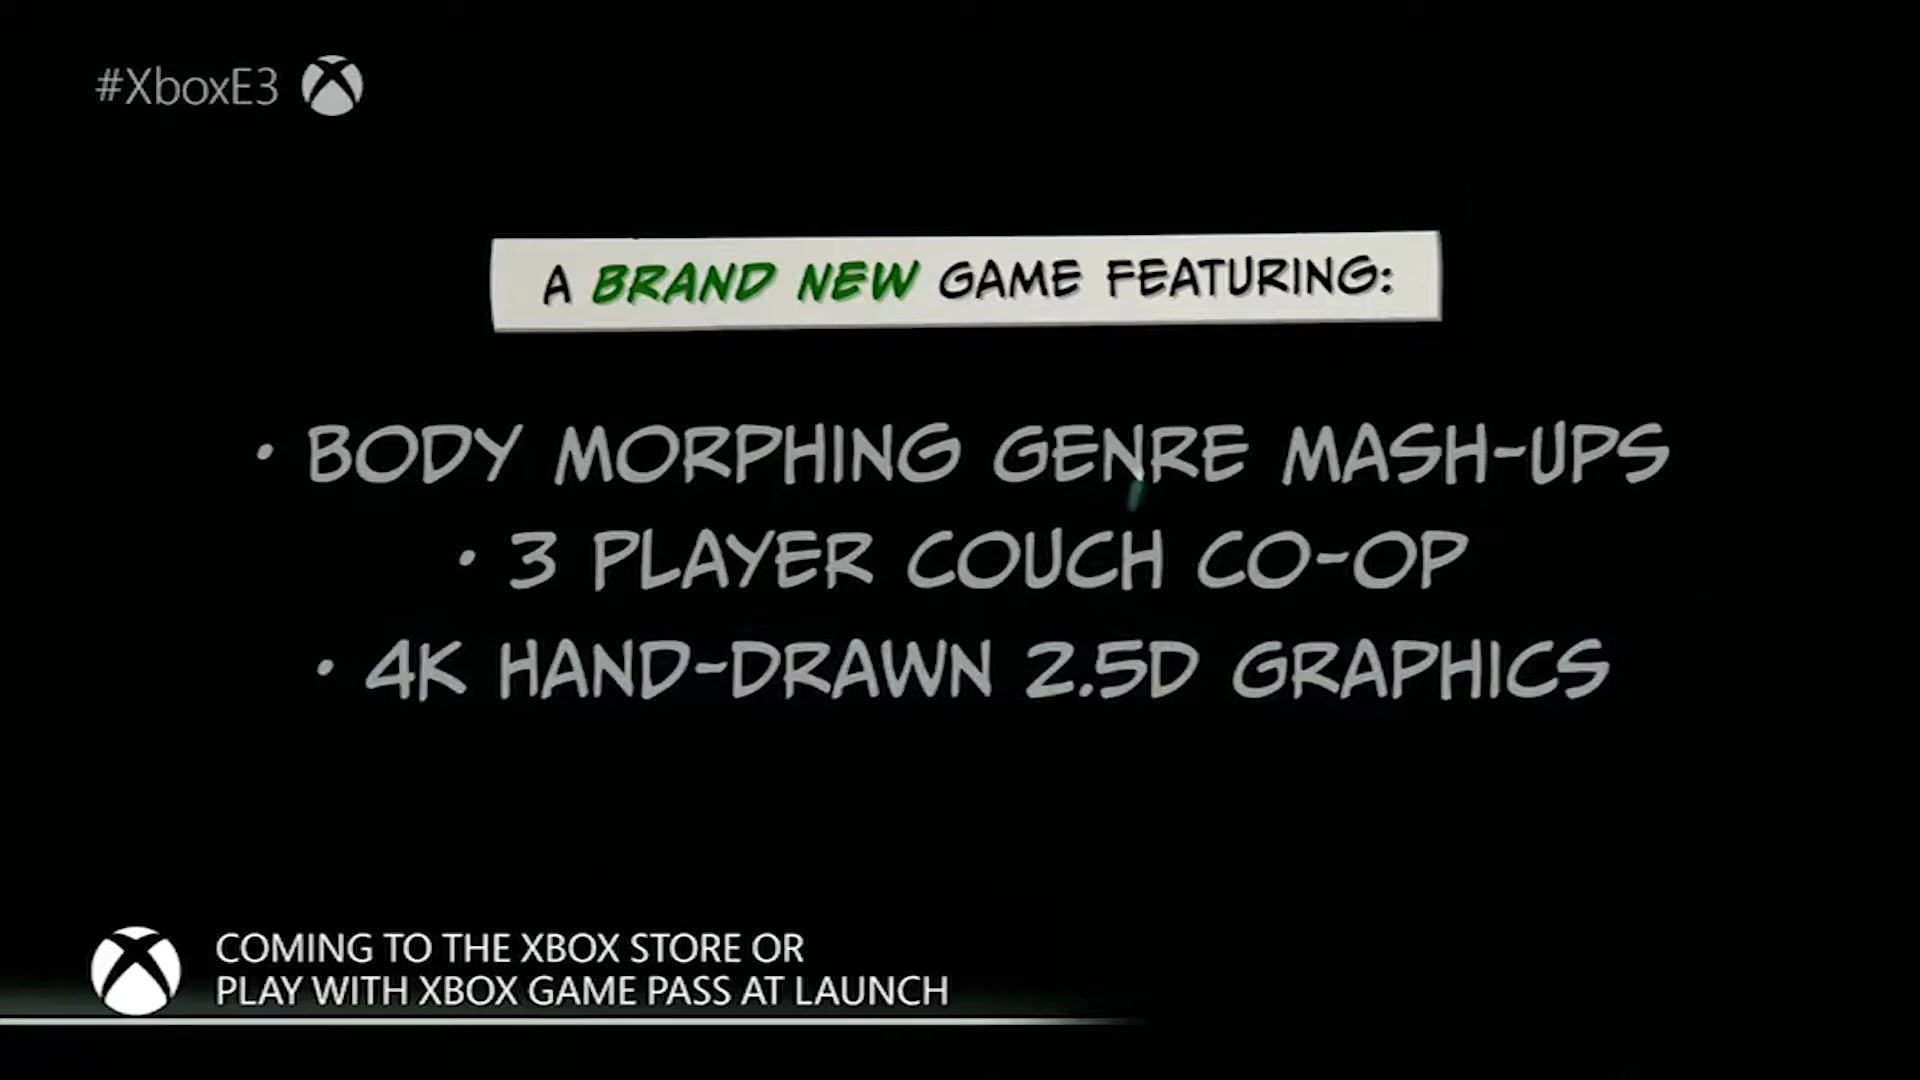 #XboxE3
A BRAND NEW GAME FEATURING:
• BODY MORPHING GENRE MASH-UPS
• 3 PLAYER COUCH CO-OP
• 4K HAND-DRAWN 2.5D GRAPHICS
COMING TO THE XBOX STORE OR
PLAY WITH XBOX GAME PASS AT LAUNCH